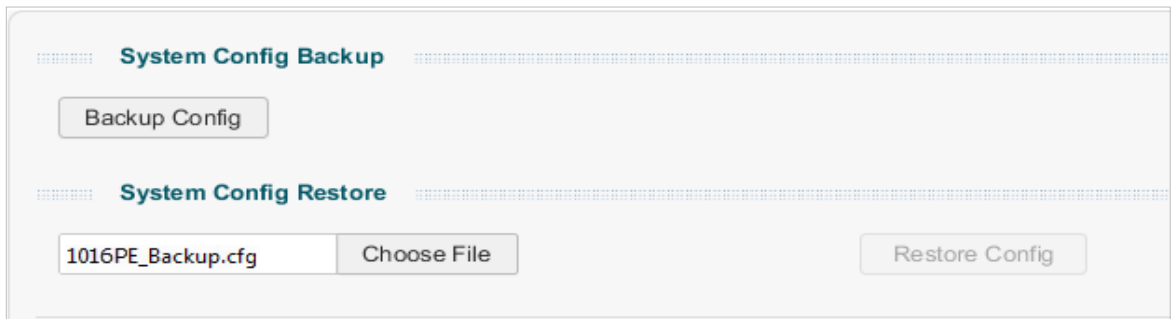 System Config Backup
Backup Config
System Config Restore
1016PE_Backup.cfg Choose File Restore Config